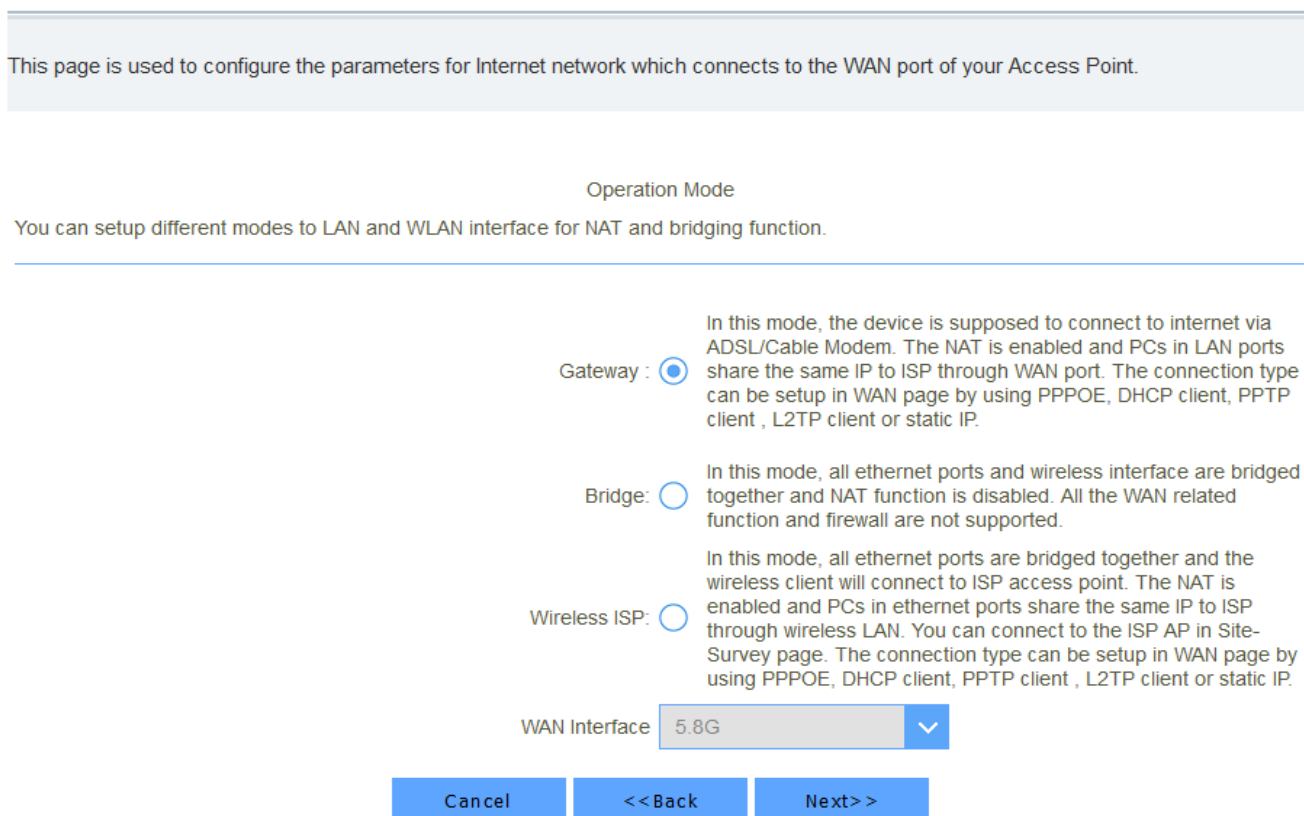 This page is used to configure the parameters for Internet network which connects to the WAN port of your Access Point.
Operation Mode
You can setup different modes to LAN and WLAN interface for NAT and bridging function.
Gateway :
In this mode, the device is supposed to connect to internet via
ADSL/Cable Modem. The NAT is enabled and PCs in LAN ports
share the same IP to ISP through WAN port. The connection type
can be setup in WAN page by using PPPOE, DHCP client, PPTP
client , L2TP client or static IP.
Bridge:
In this mode, all ethernet ports and wireless interface are bridged
together and NAT function is disabled. All the WAN related
function and firewall are not supported.
Wireless ISP:
In this mode, all ethernet ports are bridged together and the
wireless client will connect to ISP access point. The NAT is
enabled and PCs in ethernet ports share the same IP to ISP
through wireless LAN. You can connect to the ISP AP in Site-
Survey page. The connection type can be setup in WAN page by
using PPPOE, DHCP client, PPTP client , L2TP client or static IP.
WAN Interface 5.8G
Cancel <<Back Next>>